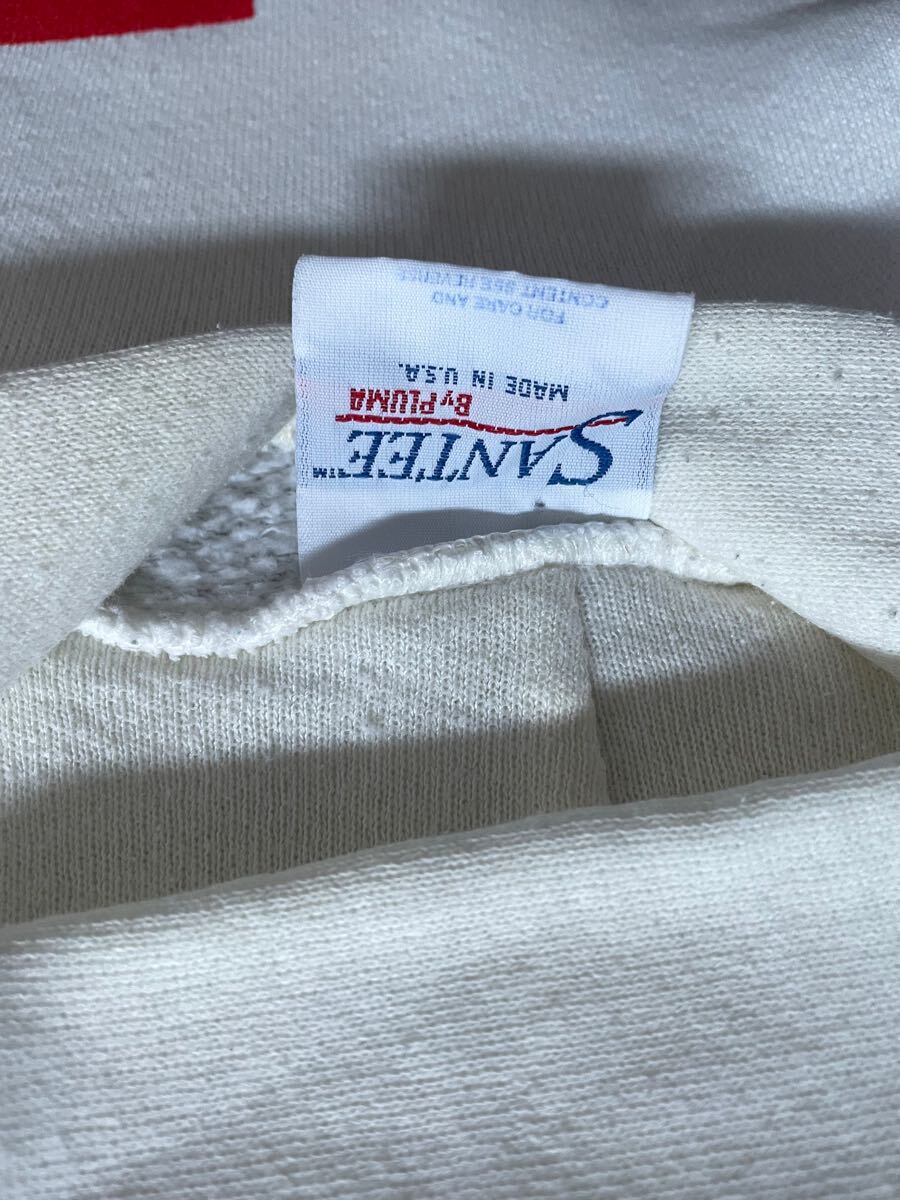 SANTEE™
By PLUMA
MADE IN U.S.A.
FOR CARE AND
CONTENT SEE REVERSE